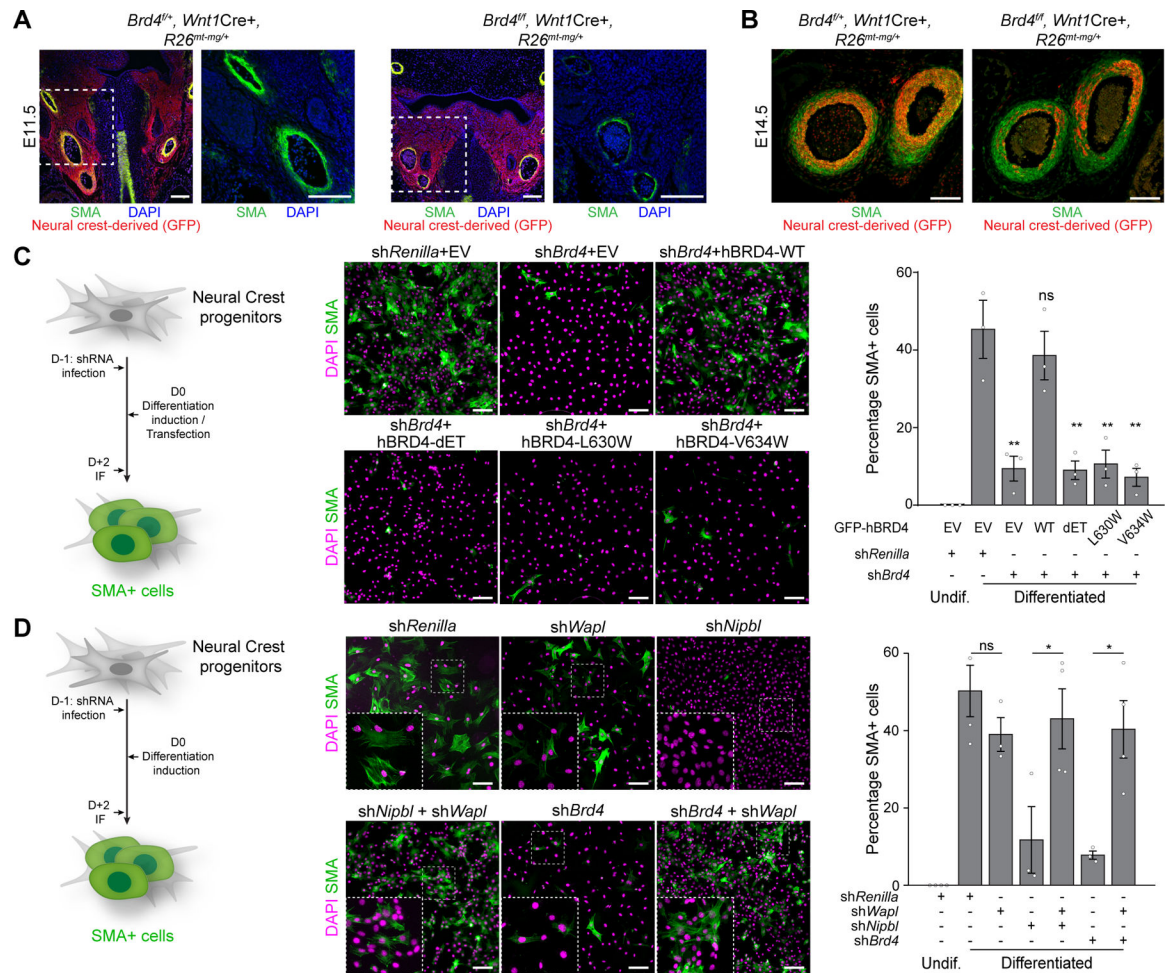 A
Brd4f/+, Wnt1Cre+,
R26mt-mg/+
Brd4f/f, Wnt1Cre+,
R26mt-mg/+
E11.5
SMA DAPI
Neural crest-derived (GFP)
SMA DAPI
SMA DAPI
Neural crest-derived (GFP)
SMA DAPI
B
Brd4f/+, Wnt1Cre+,
R26mt-mg/+
Brd4f/f, Wnt1Cre+,
R26mt-mg/+
E14.5
SMA
Neural crest-derived (GFP)
SMA
Neural crest-derived (GFP)
C
Neural Crest
progenitors
D-1: shRNA
infection
D0
Differentiation
induction /
Transfection
D+2
IF
SMA+ cells
DAPI SMA
shRenilla+EV
shBrd4+EV
shBrd4+hBRD4-WT
DAPI SMA
shBrd4+
hBRD4-dET
shBrd4+
hBRD4-L630W
shBrd4+
hBRD4-V634W
Percentage SMA+ cells
60
40
20
0
** ns ** ** **
GFP-hBRD4 EV EV EV WT dET L630W V634W
shRenilla + + - - - - -
shBrd4 - - + + + + +
Undif. Differentiated
D
Neural Crest
progenitors
D-1: shRNA
infection
D0
Differentiation
induction
D+2
IF
SMA+ cells
DAPI SMA
shRenilla
shWapl
shNipbl
DAPI SMA
shNipbl + shWapl
shBrd4
shBrd4 + shWapl
Percentage SMA+ cells
60
40
20
0
ns * *
shRenilla + + - - - - -
shWapl - - + - + - +
shNipbl - - - + + - -
shBrd4 - - - - - + +
Undif. Differentiated